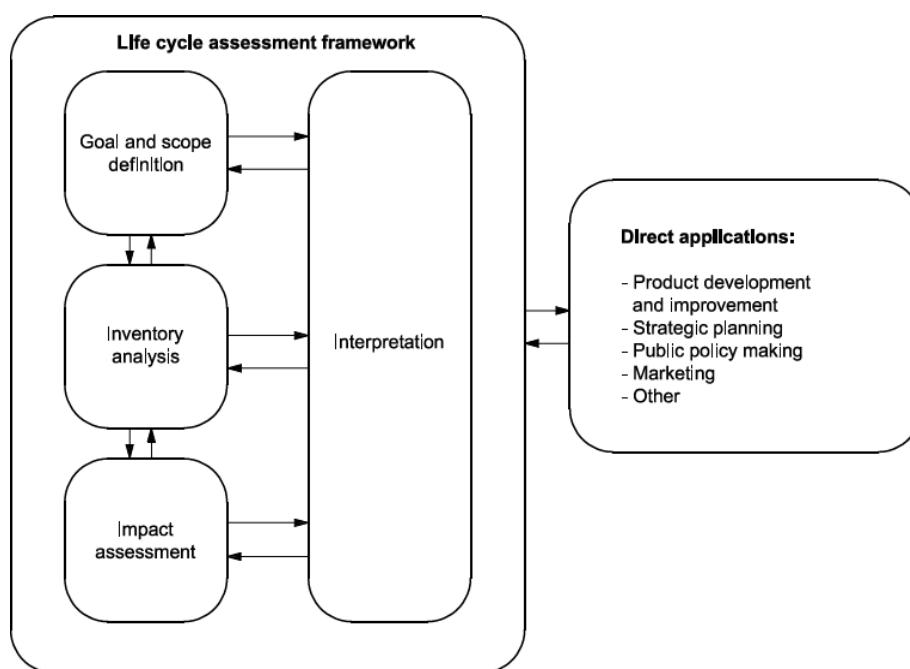 Life cycle assessment framework
Goal and scope
definition
Inventory
analysis
Impact
assessment
Interpretation
Direct applications:
- Product development
and improvement
- Strategic planning
- Public policy making
- Marketing
- Other